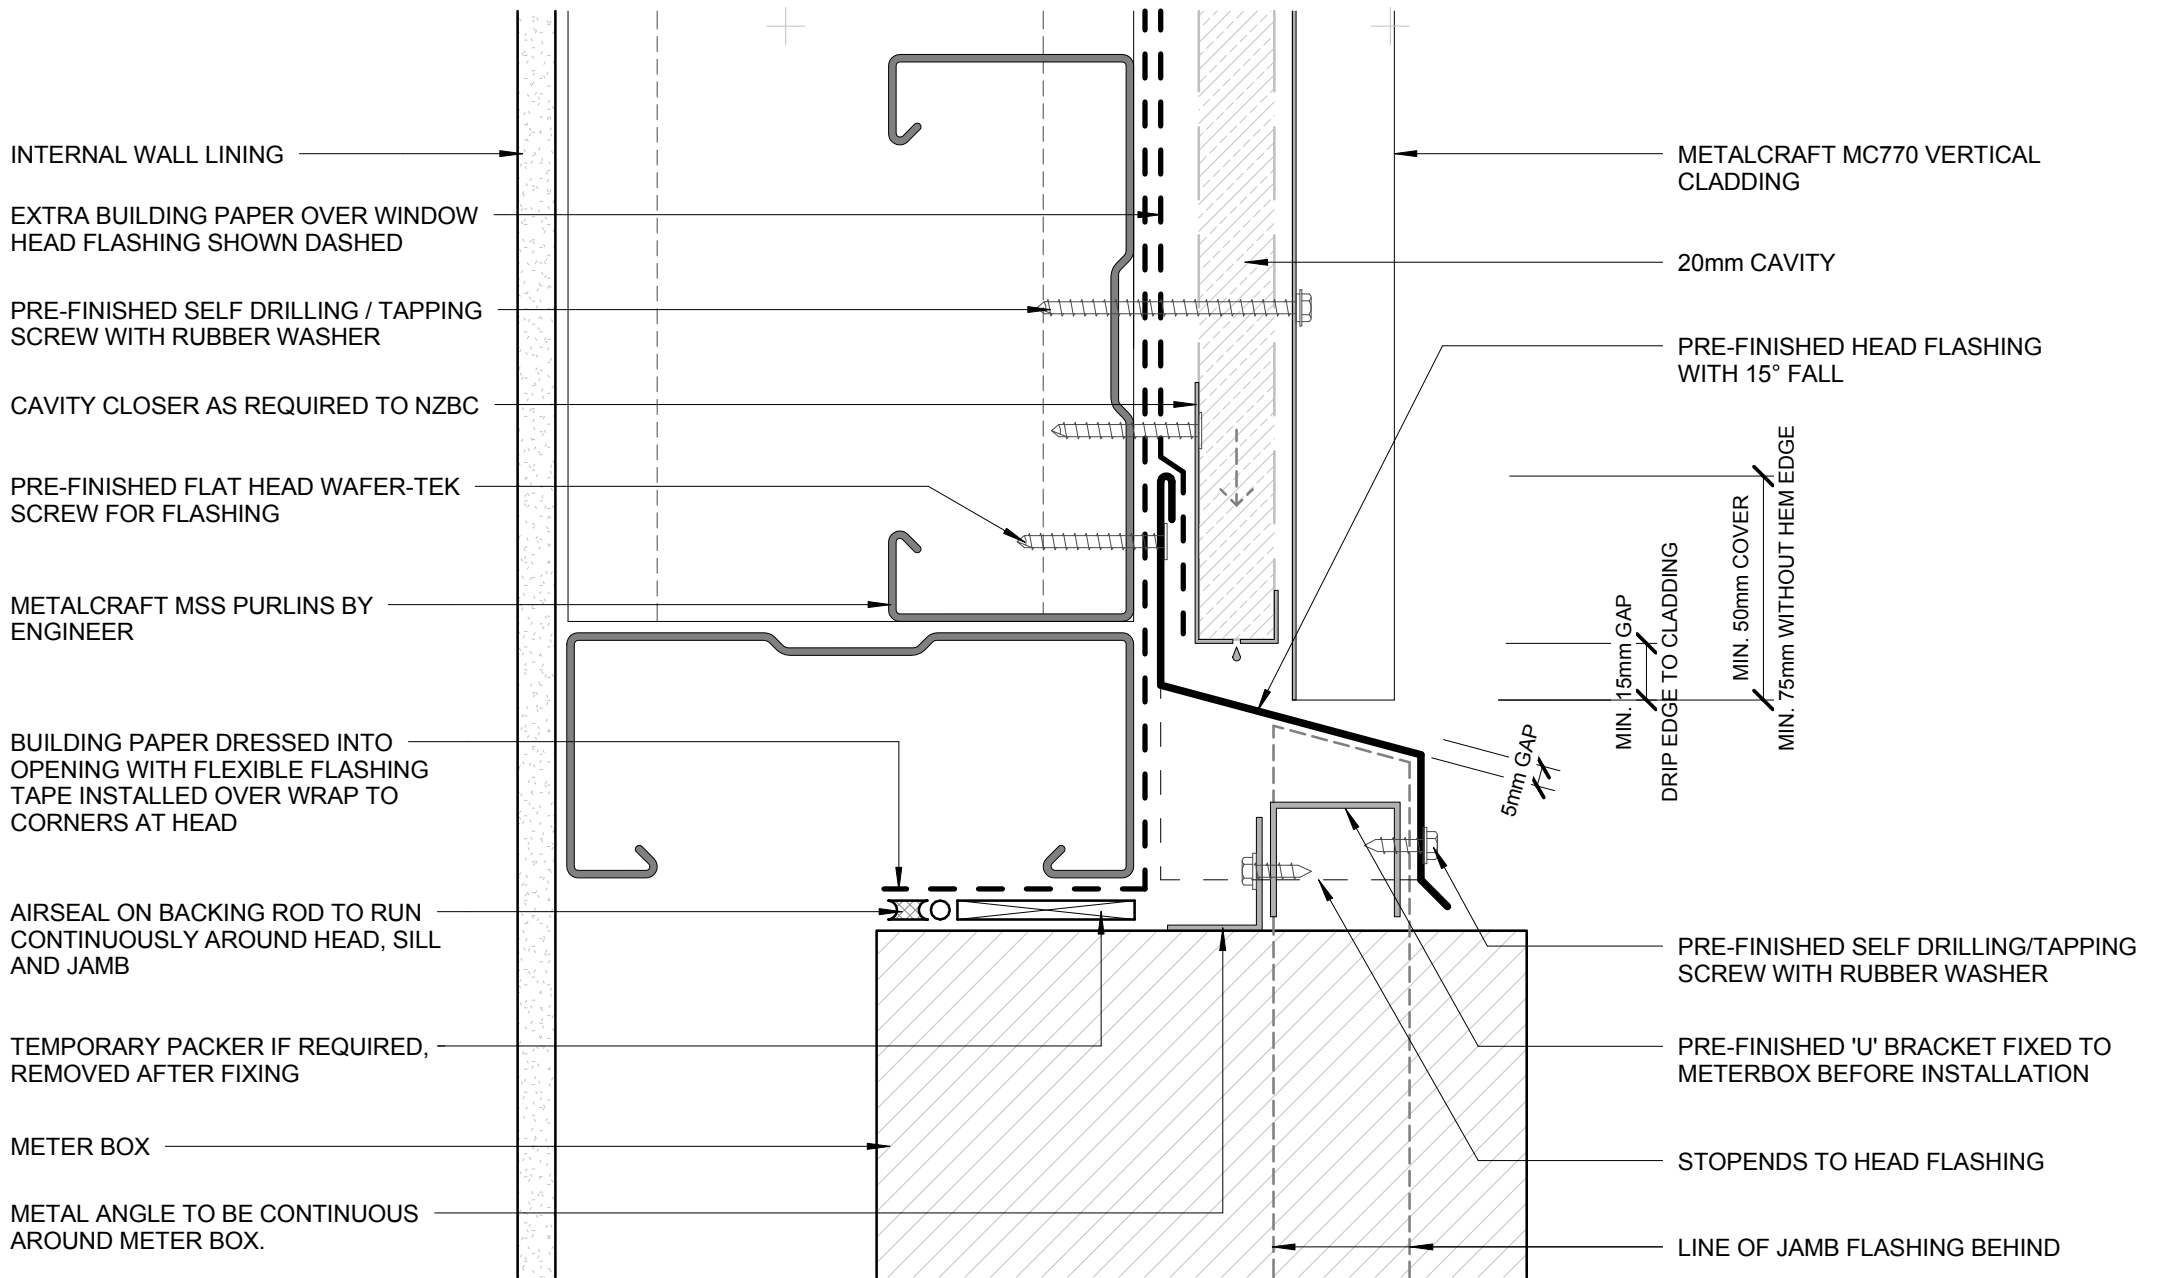 INTERNAL WALL LINING
EXTRA BUILDING PAPER OVER WINDOW
HEAD FLASHING SHOWN DASHED
PRE-FINISHED SELF DRILLING / TAPPING
SCREW WITH RUBBER WASHER
CAVITY CLOSER AS REQUIRED TO NZBC
PRE-FINISHED FLAT HEAD WAFER-TEK
SCREW FOR FLASHING
METALCRAFT MSS PURLINS BY
ENGINEER
BUILDING PAPER DRESSED INTO
OPENING WITH FLEXIBLE FLASHING
TAPE INSTALLED OVER WRAP TO
CORNERS AT HEAD
AIRSEAL ON BACKING ROD TO RUN
CONTINUOUSLY AROUND HEAD, SILL
AND JAMB
TEMPORARY PACKER IF REQUIRED,
REMOVED AFTER FIXING
METER BOX
METAL ANGLE TO BE CONTINUOUS
AROUND METER BOX.
METALCRAFT MC770 VERTICAL
CLADDING
20mm CAVITY
PRE-FINISHED HEAD FLASHING
WITH 15° FALL
5mm GAP
MIN. 15mm GAP
DRIP EDGE TO CLADDING
MIN. 50mm COVER
MIN. 75mm WITHOUT HEM EDGE
PRE-FINISHED SELF DRILLING/TAPPING
SCREW WITH RUBBER WASHER
PRE-FINISHED 'U' BRACKET FIXED TO
METERBOX BEFORE INSTALLATION
STOPENDS TO HEAD FLASHING
LINE OF JAMB FLASHING BEHIND